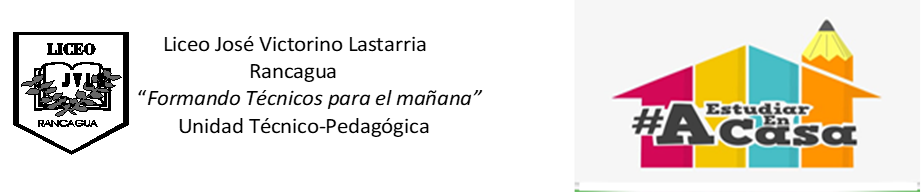 LICEO
JVL
RANCAGUA
Liceo José Victorino Lastarria
Rancagua
“Formando Técnicos para el mañana”
Unidad Técnico-Pedagógica
#A Estudiar
En
Casa